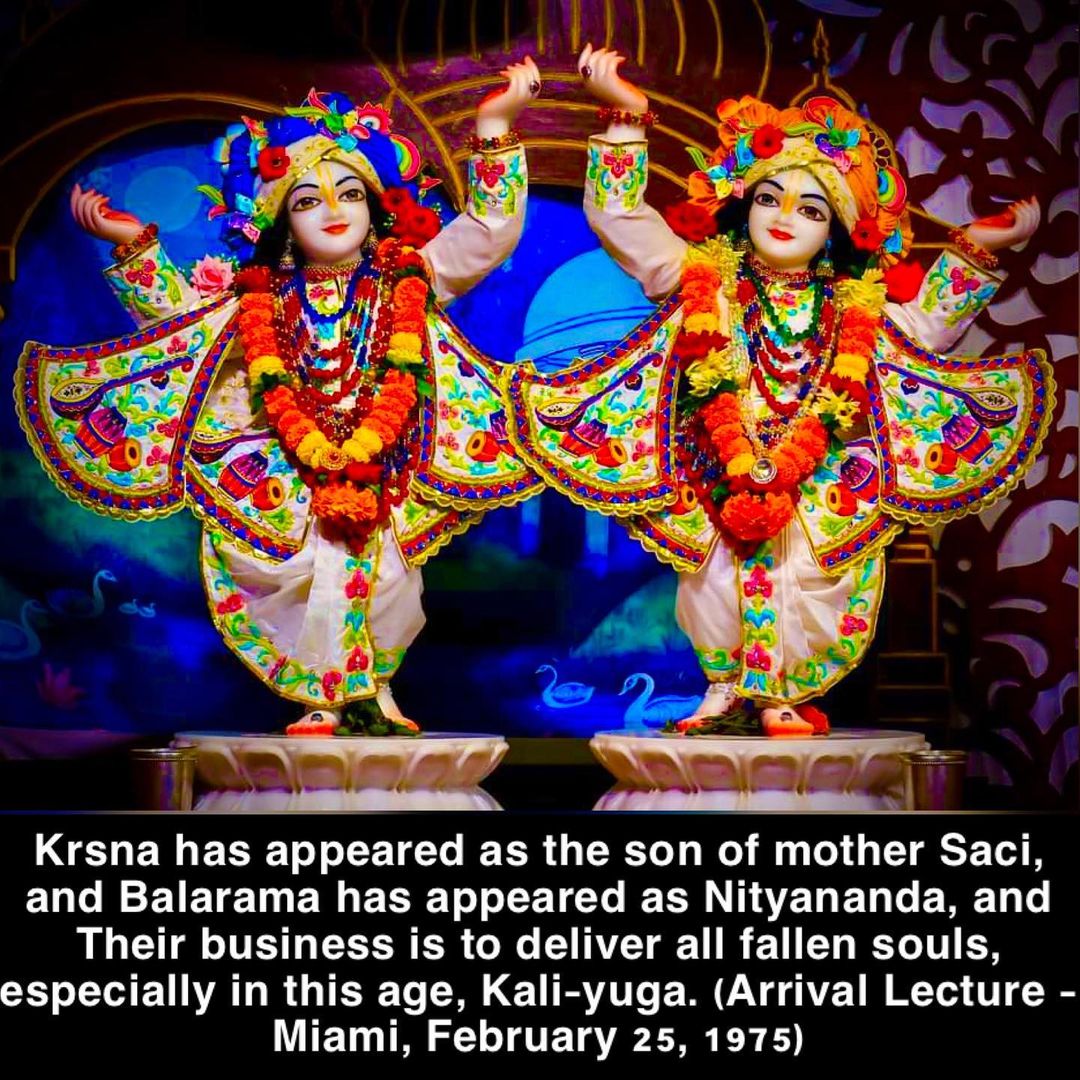 Krsna has appeared as the son of mother Saci,
and Balarama has appeared as Nityananda, and
Their business is to deliver all fallen souls,
especially in this age, Kali-yuga. (Arrival Lecture -
Miami, February 25, 1975)